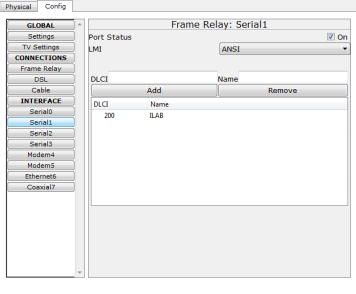 Physical Config
GLOBAL
Settings
TV Settings
CONNECTIONS
Frame Relay
DSL
Cable
INTERFACE
Serial0
Serial1
Serial2
Serial3
Modem4
Modem5
Ethernet6
Coaxial7
Frame Relay: Serial1
Port Status On
LMI ANSI
DLCI Name
Add Remove
DLCI Name
200 ILAB